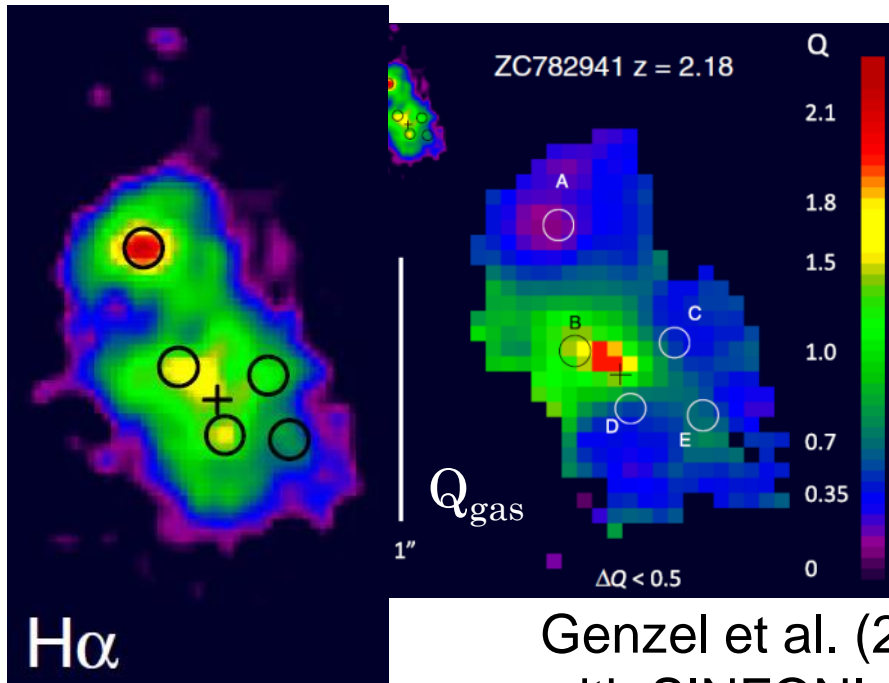 Hα
ZC782941 z = 2.18
Q
2.1
1.8
1.5
1.0
0.7
0.35
0
A
B
C
D
E
Qgas
1″
ΔQ < 0.5
Genzel et al. (2